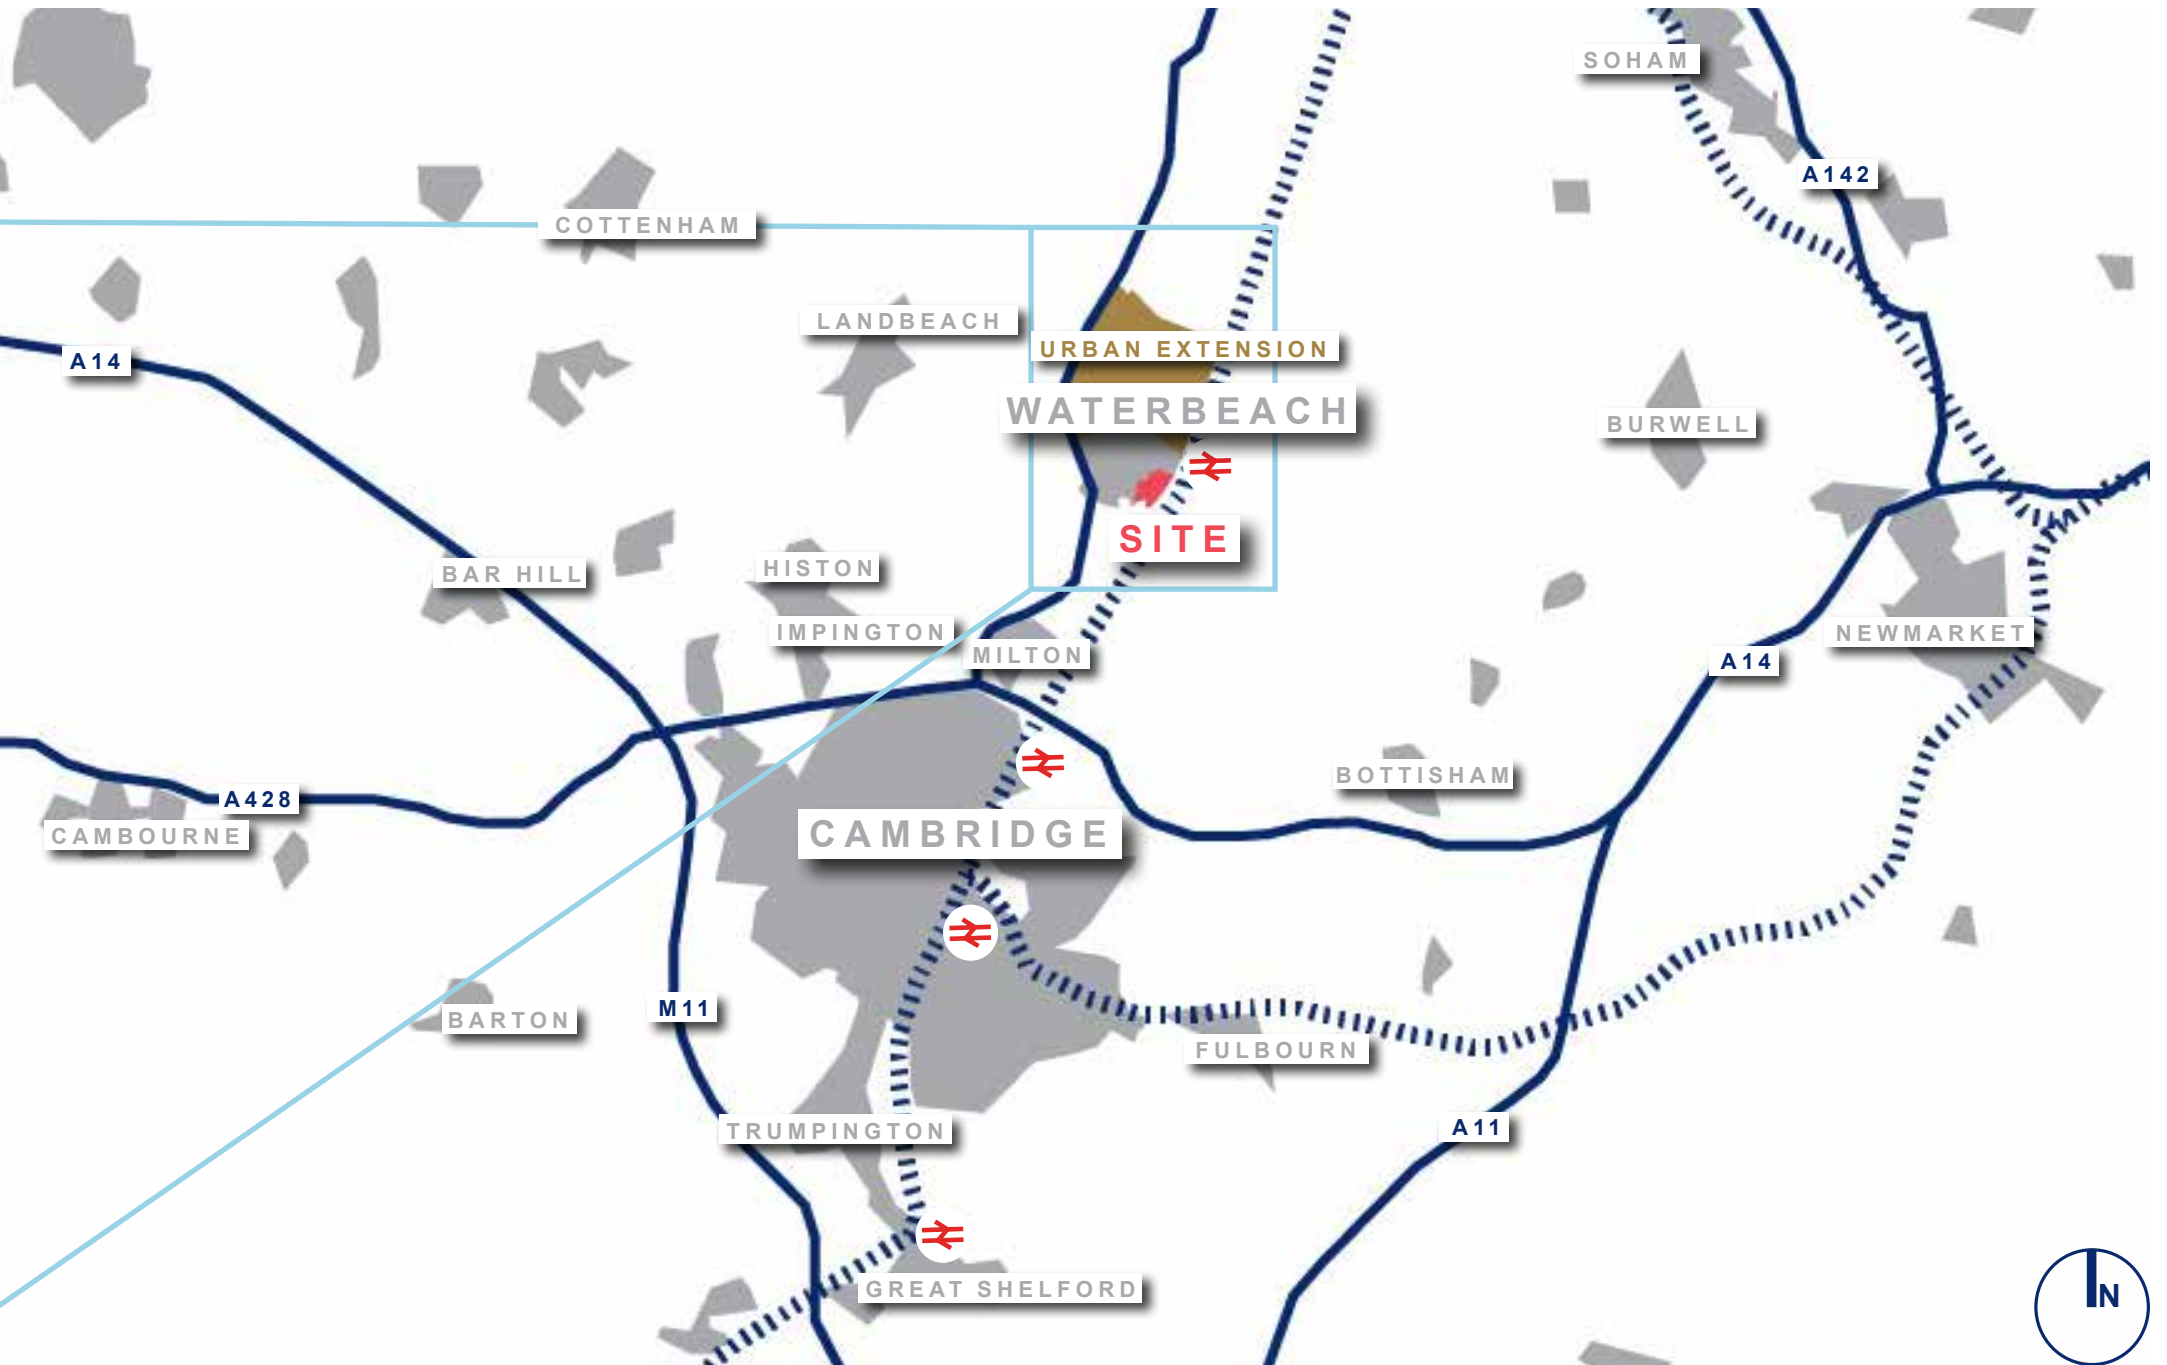 SOHAM
A142
COTTENHAM
LANDBEACH
URBAN EXTENSION
A14
WATERBEACH
BURWELL
SITE
HISTON
BAR HILL
IMPINGTON
NEWMARKET
MILTON
A14
BOTTISHAM
A428
CAMBOURNE
CAMBRIDGE
M11
BARTON
FULBOURN
A11
TRUMPINGTON
GREAT SHELFORD
N